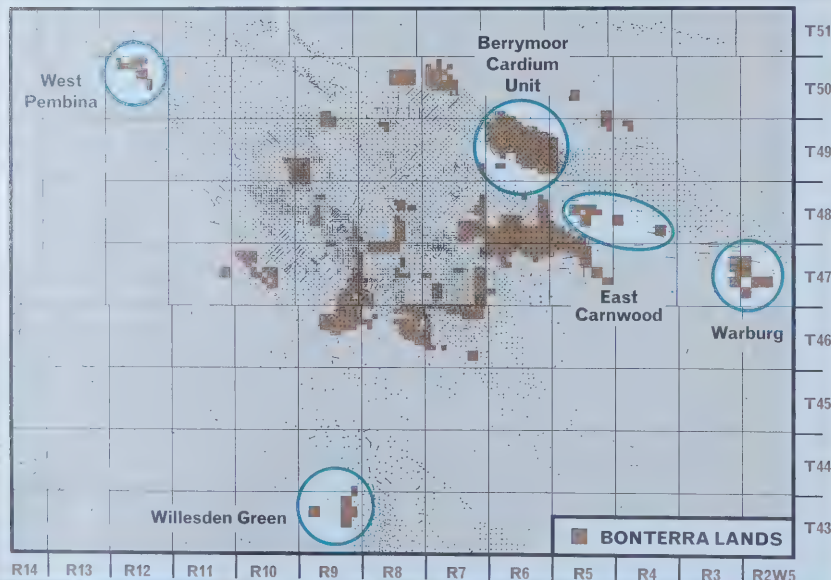 T51
Berrymoor
Cardium
Unit
West
Pembina
T50
T49
T48
T47
East
Carnwood
Warburg
T46
T45
T44
Willesden Green
T43
BONTERRA LANDS
R14 R13 R12 R11 R10 R9 R8 R7 R6 R5 R4 R3 R2W5